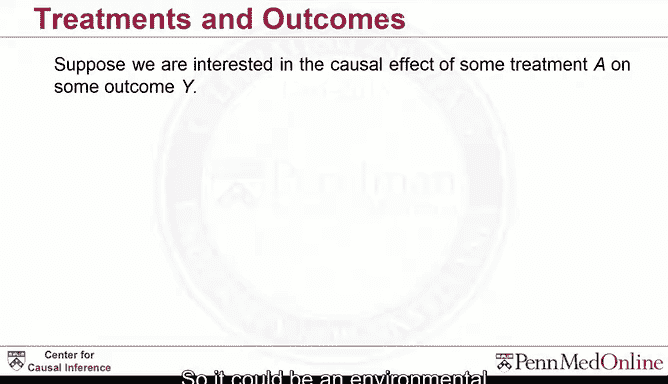 Treatments and Outcomes
Suppose we are interested in the causal effect of some treatment A on
some outcome Y.
Center for
Causal Inference
PennMedOnline
So it could be an environmental